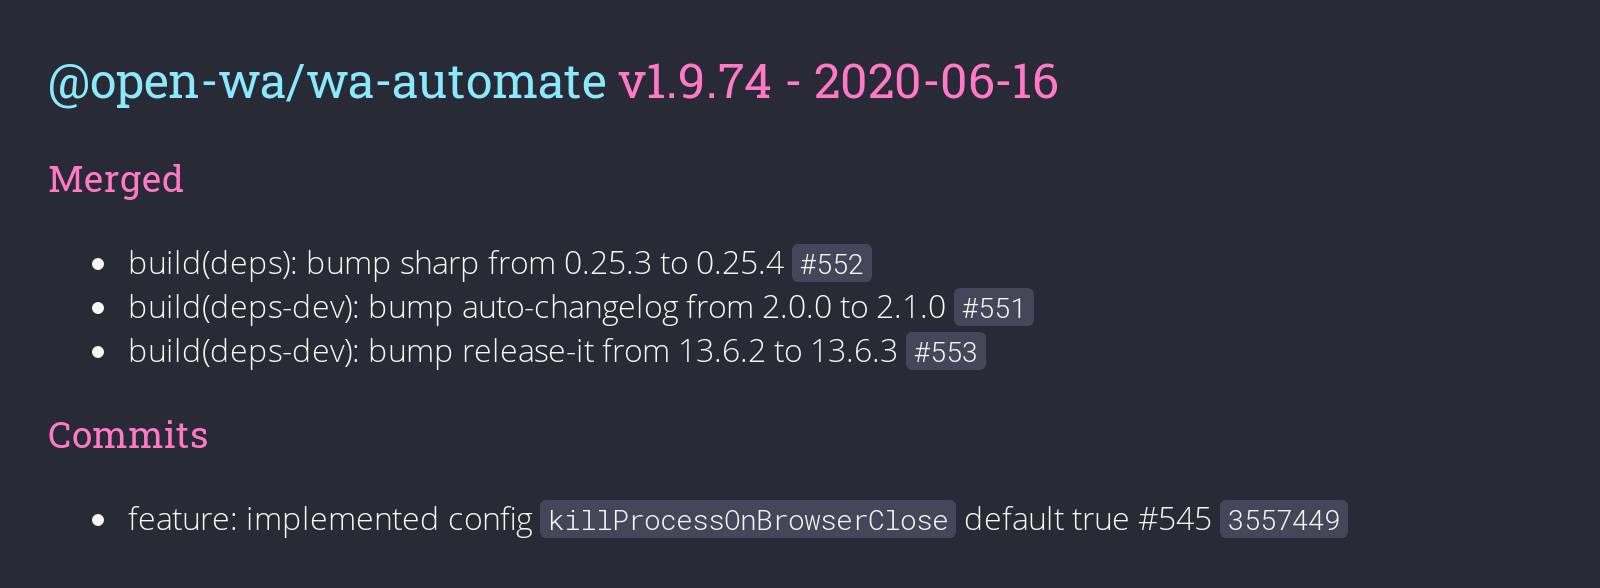 @open-wa/wa-automate v1.9.74 - 2020-06-16
Merged
build(deps): bump sharp from 0.25.3 to 0.25.4 #552
build(deps-dev): bump auto-changelog from 2.0.0 to 2.1.0 #551
build(deps-dev): bump release-it from 13.6.2 to 13.6.3 #553
Commits
feature: implemented config killProcessOnBrowserClose default true #545 3557449